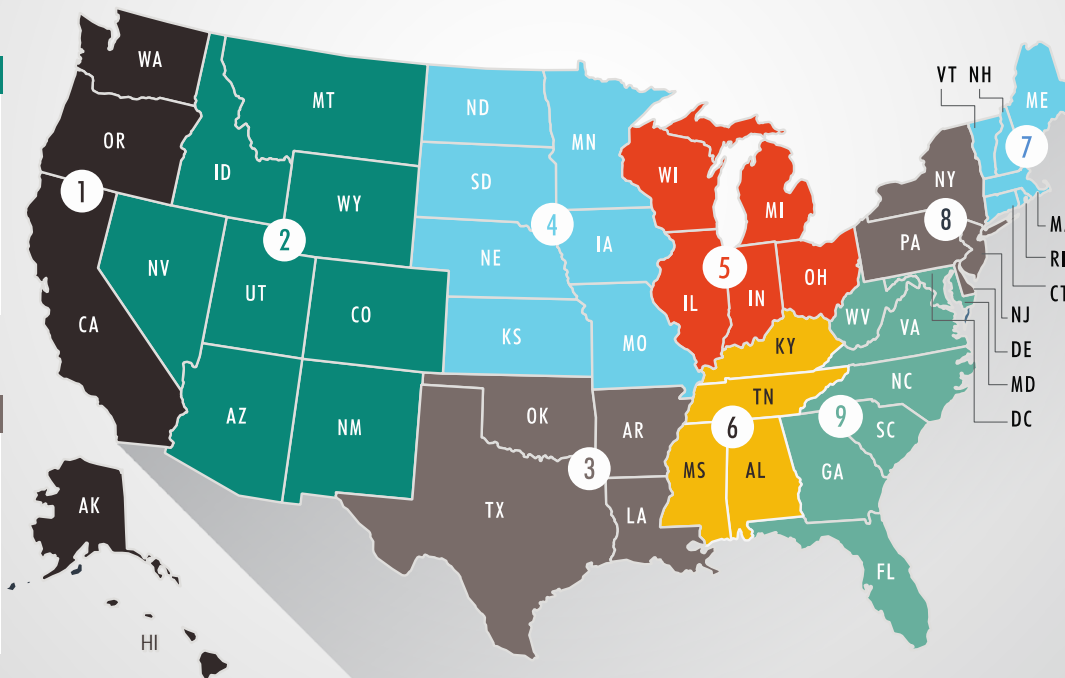 WA
VT NH
MT
ME
ND
OR
MN
7
ID
SD
WI
NY
1
WY
MI
8
4
2
IA
PA
MA
NV
NE
5
RI
UT
OH
CT
IL
IN
CO
WV
NJ
CA
KS
VA
MO
KY
DE
NC
MD
TN
AZ
OK
9
DC
NM
6
AR
SC
3
MS
AL
GA
AK
TX
LA
FL
HI